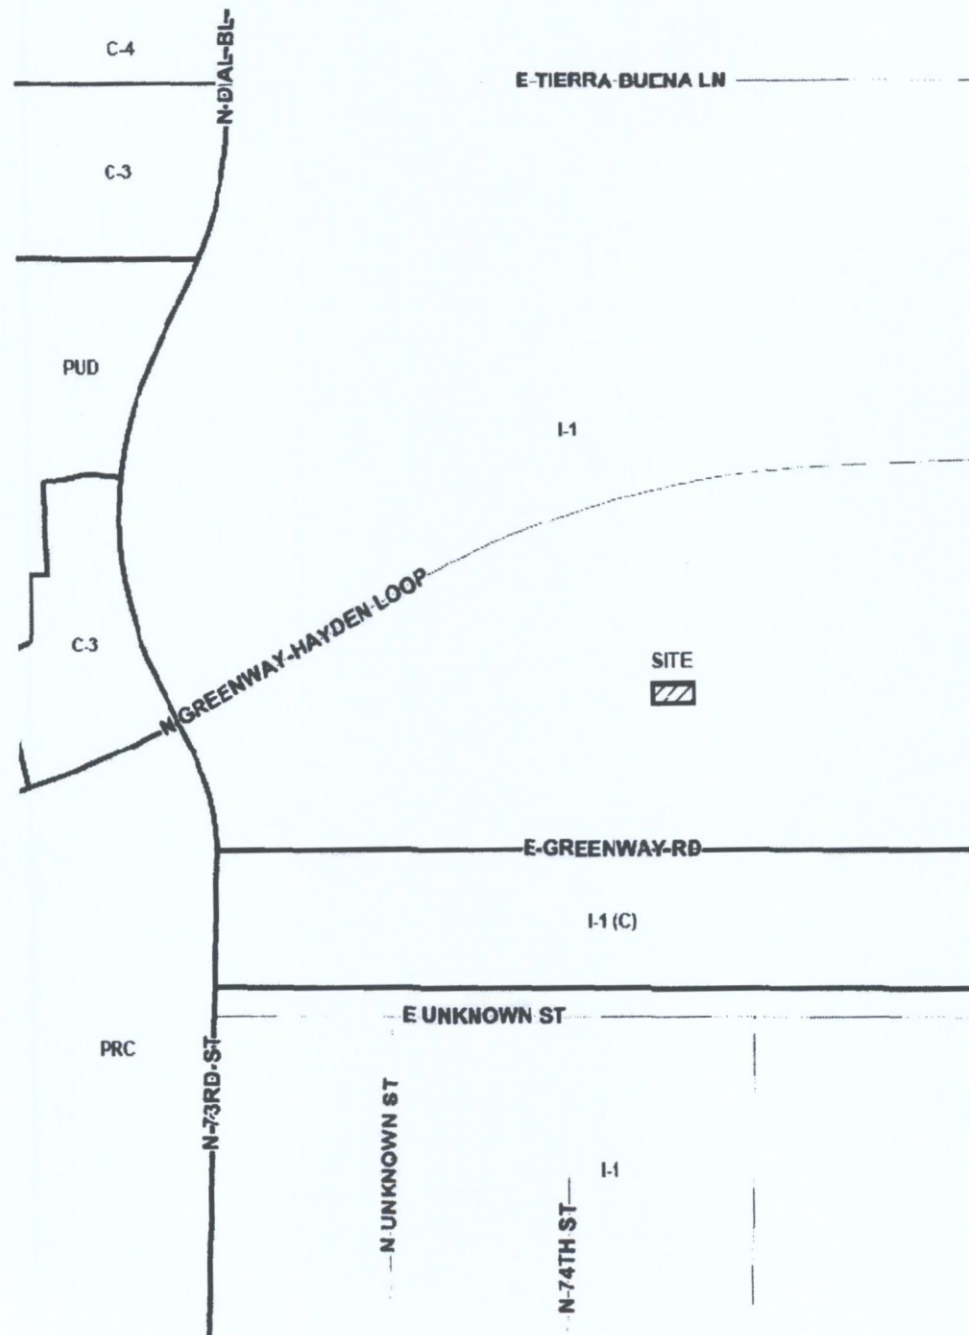 C-4
N DIAL BL
E TIERRA BUENA LN
C-3
PUD
I-1
N GREENWAY-HAYDEN LOOP
C-3
SITE
E GREENWAY RD
I-1 (C)
E UNKNOWN ST
PRC
N 73RD ST
N UNKNOWN ST
I-1
N 74TH ST